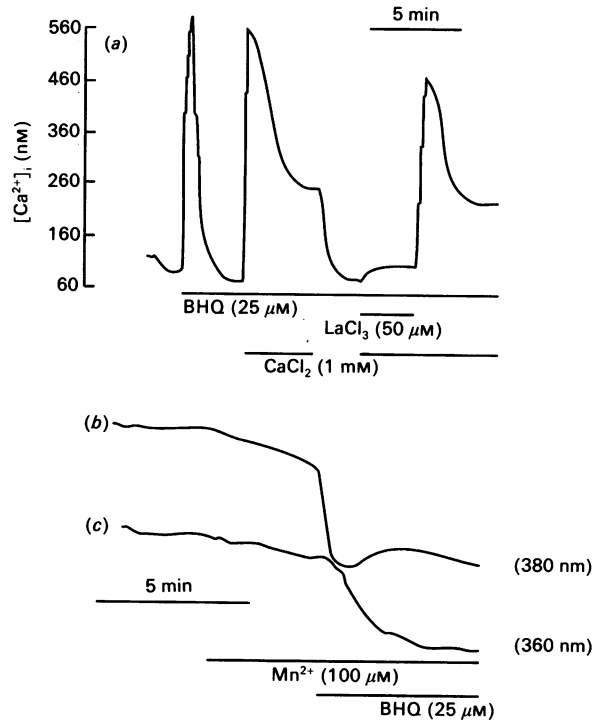 5 min
560
(a)
460
360
260
160
60
[Ca²⁺]ᵢ (nM)
BHQ (25 μM)
LaCl₃ (50 μM)
CaCl₂ (1 mM)
(b)
(c)
(380 nm)
5 min
(360 nm)
Mn²⁺ (100 μM)
BHQ (25 μM)